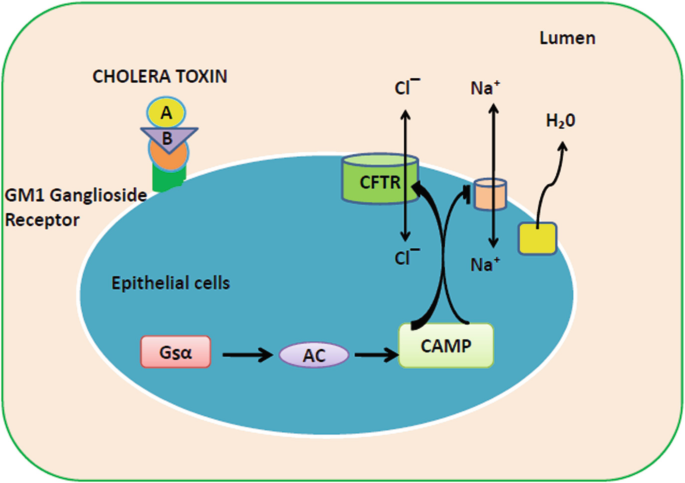 Lumen
CHOLERA TOXIN
Cl⁻
Na⁺
A
H₂0
B
CFTR
GM1 Ganglioside
Receptor
Cl⁻
Na⁺
Epithelial cells
Gsα
AC
CAMP